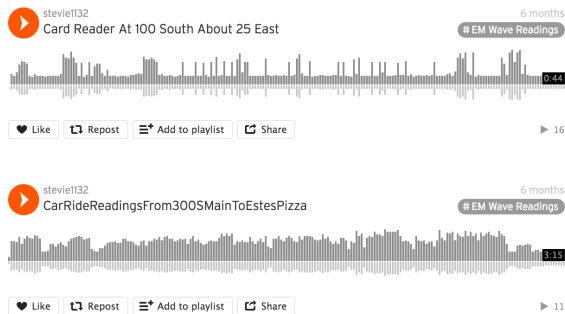 stevie1132
6 months
Card Reader At 100 South About 25 East
# EM Wave Readings
0:44
Like
Repost
Add to playlist
Share
16
stevie1132
6 months
CarRideReadingsFrom300SMainToEstesPizza
# EM Wave Readings
3:15
Like
Repost
Add to playlist
Share
11